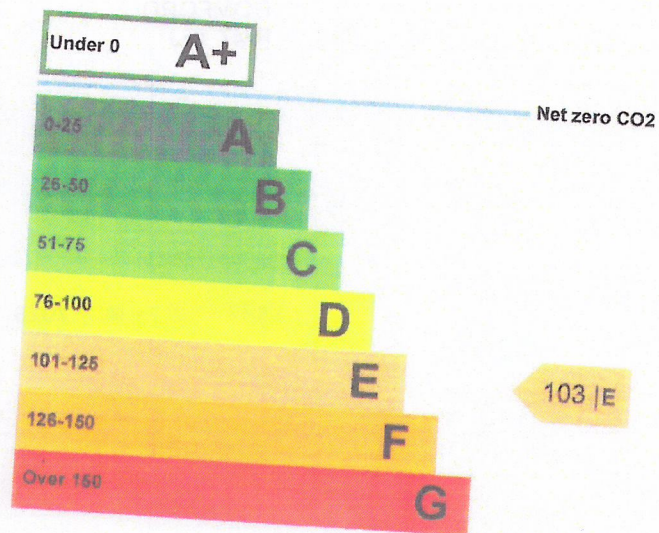 Under 0 A+
Net zero CO2
0-25 A
26-50 B
51-75 C
76-100 D
101-125 E
103 |E
126-150 F
Over 150 G